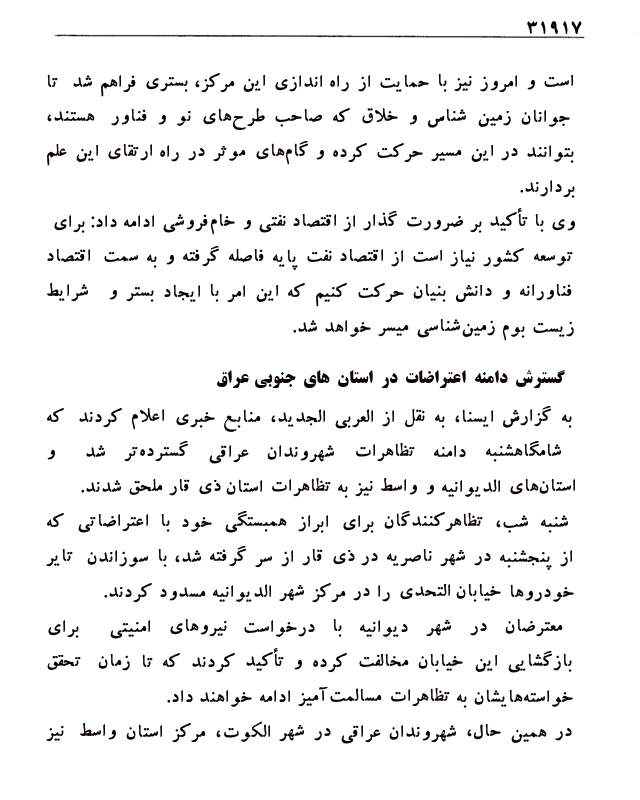 ۳۱۹۱۷
است و امروز نیز با حمایت از راه اندازی این مرکز، بستری فراهم شد تا
جوانان زمین شناس و خلاق که صاحب طرح‌های نو و فناور هستند،
بتوانند در این مسیر حرکت کرده و گام‌های موثر در راه ارتقای این علم
بردارند.
وی با تأکید بر ضرورت گذار از اقتصاد نفتی و خام‌فروشی ادامه داد: برای
توسعه کشور نیاز است از اقتصاد نفت پایه فاصله گرفته و به سمت اقتصاد
فناورانه و دانش بنیان حرکت کنیم که این امر با ایجاد بستر و شرایط
زیست بوم زمین‌شناسی میسر خواهد شد.
گسترش دامنه اعتراضات در استان های جنوبی عراق
به گزارش ایسنا، به نقل از العربی الجدید، منابع خبری اعلام کردند که
شامگاهشنبه دامنه تظاهرات شهروندان عراقی گسترده‌تر شد و
استان‌های الدیوانیه و واسط نیز به تظاهرات استان ذی قار ملحق شدند.
شنبه شب، تظاهرکنندگان برای ابراز همبستگی خود با اعتراضاتی که
از پنجشنبه در شهر ناصریه در ذی قار از سر گرفته شد، با سوزاندن تایر
خودروها خیابان التحدی را در مرکز شهر الدیوانیه مسدود کردند.
معترضان در شهر دیوانیه با درخواست نیروهای امنیتی برای
بازگشایی این خیابان مخالفت کرده و تأکید کردند که تا زمان تحقق
خواسته‌هایشان به تظاهرات مسالمت‌آمیز ادامه خواهند داد.
در همین حال، شهروندان عراقی در شهر الکوت، مرکز استان واسط نیز